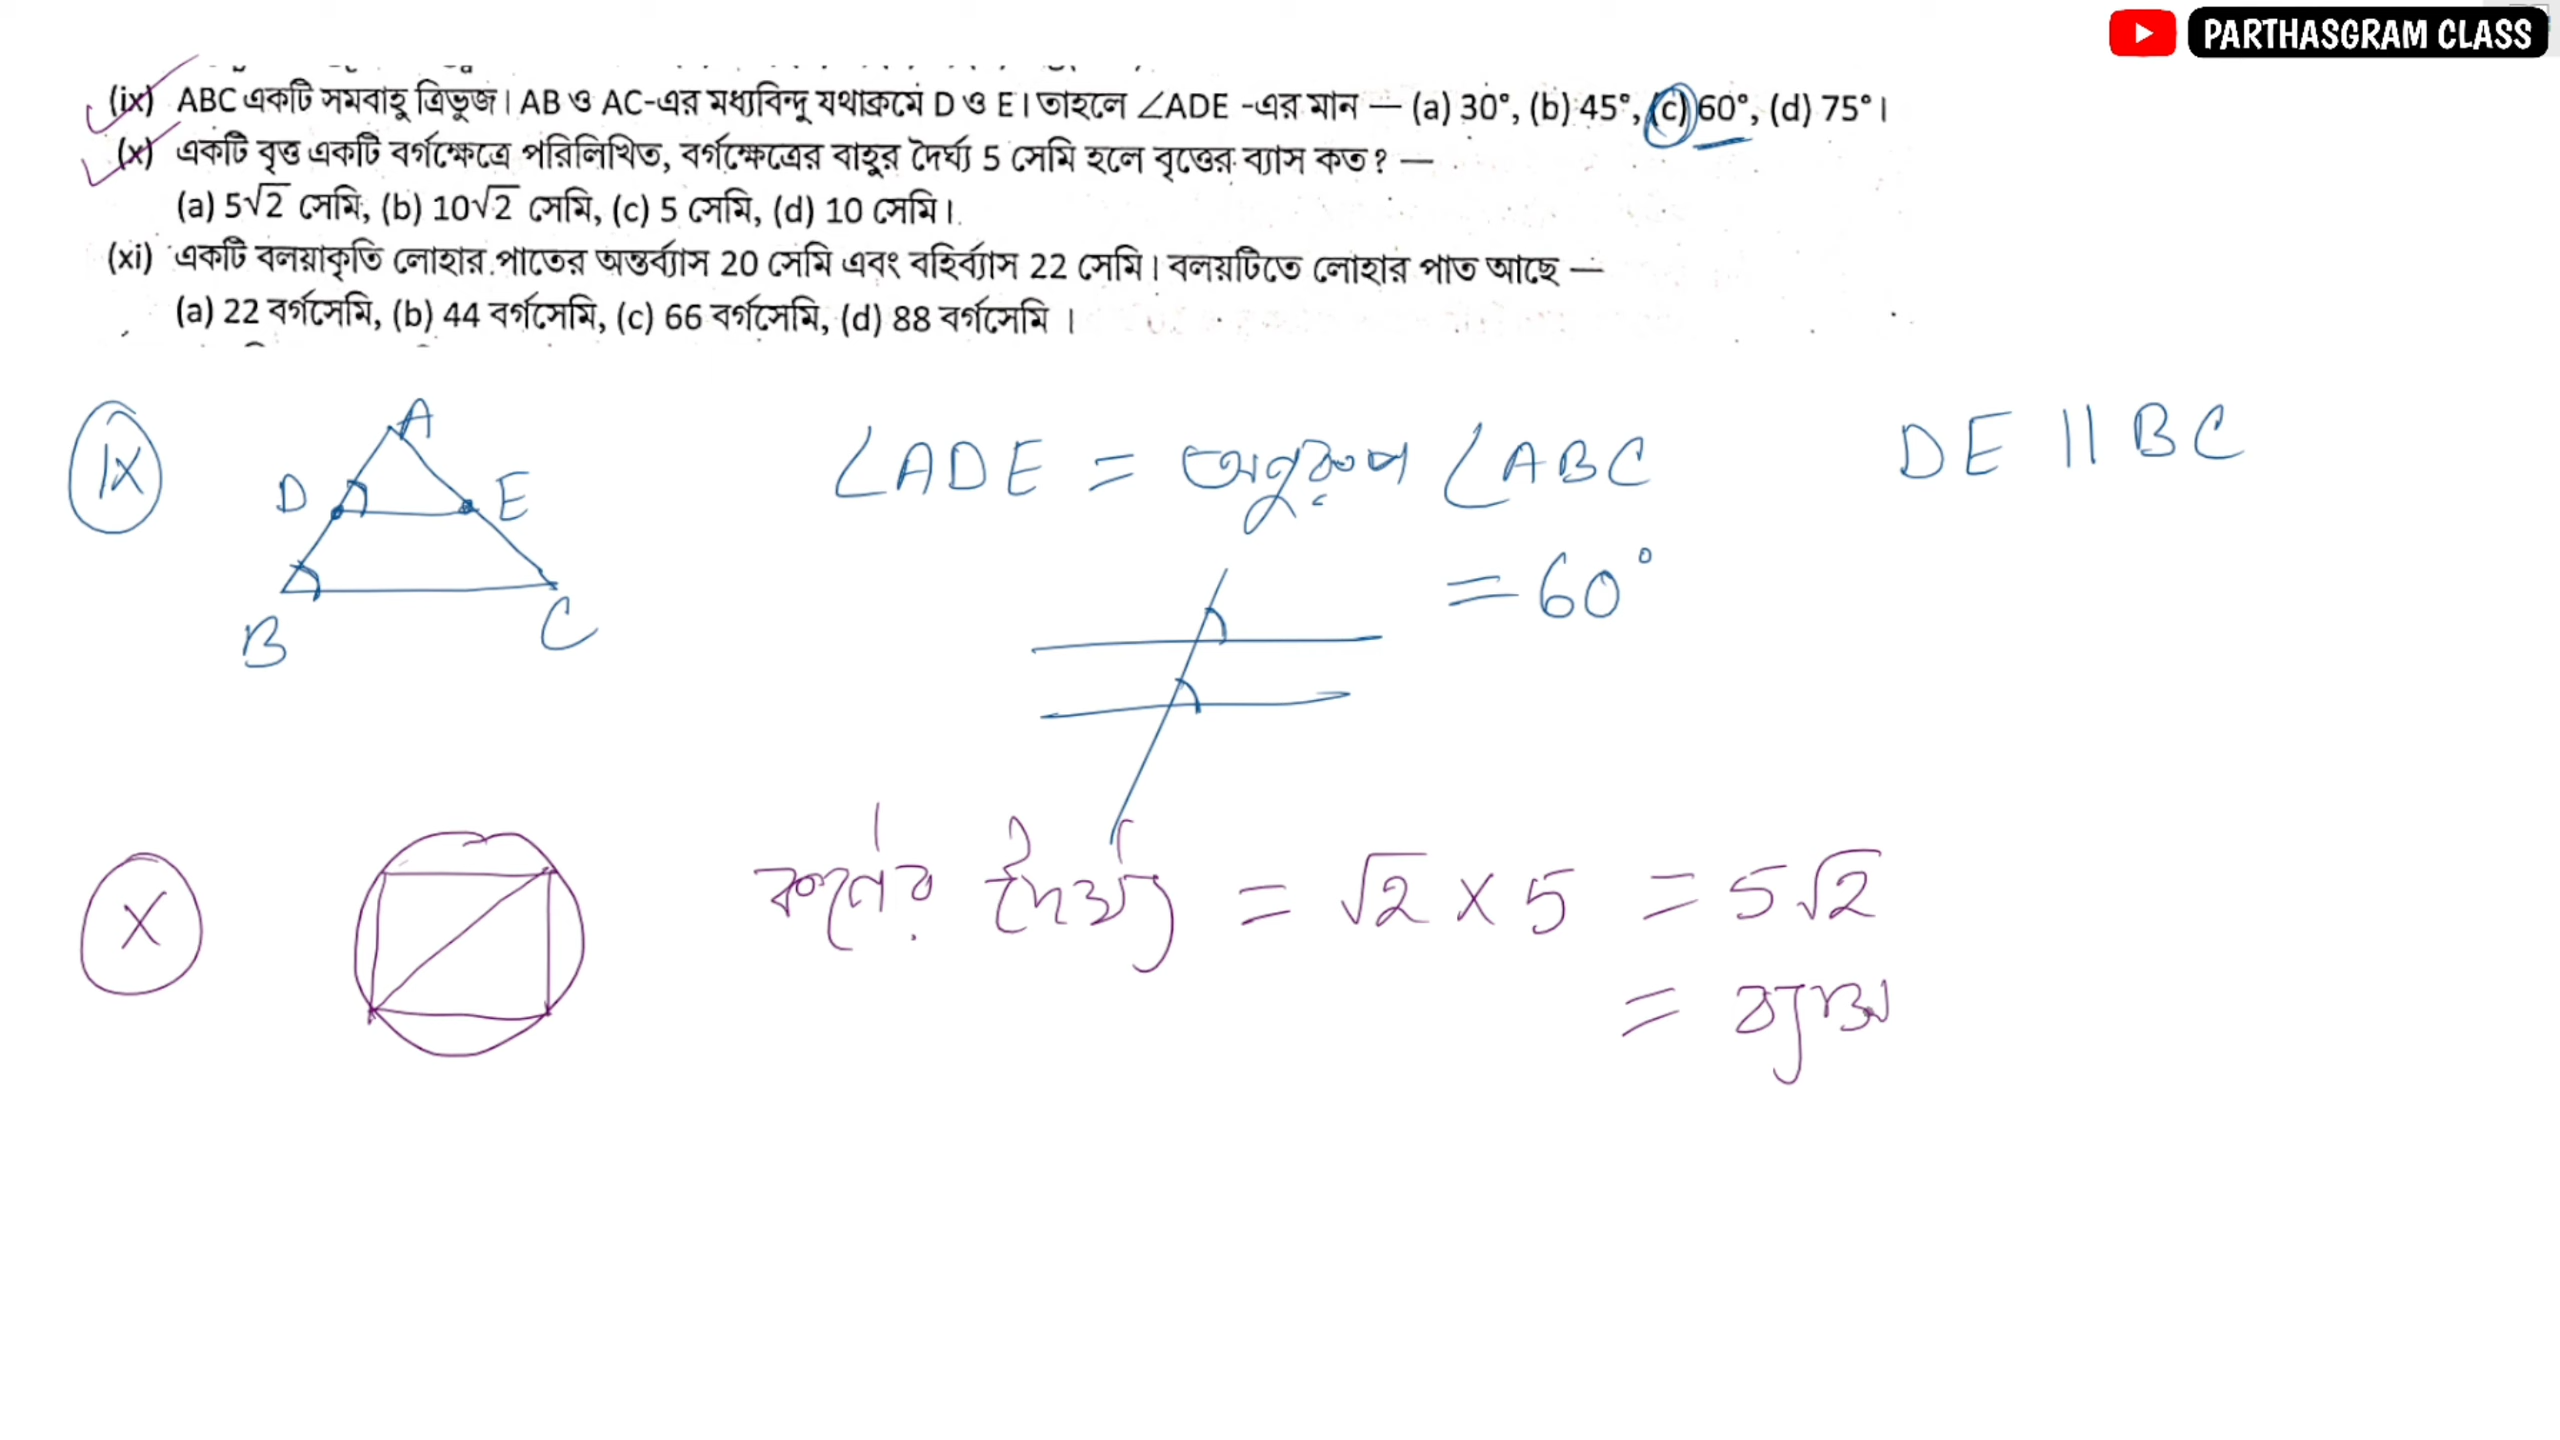 PARTHASGRAM CLASS
(ix) ABC একটি সমবাহু ত্রিভুজ। AB ও AC-এর মধ্যবিন্দু যথাক্রমে D ও E। তাহলে ∠ADE -এর মান — (a) 30°, (b) 45°, (c) 60°, (d) 75°।
(x) একটি বৃত্ত একটি বর্গক্ষেত্রে পরিলিখিত, বর্গক্ষেত্রের বাহুর দৈর্ঘ্য 5 সেমি হলে বৃত্তের ব্যাস কত? —
(a) 5√2 সেমি, (b) 10√2 সেমি, (c) 5 সেমি, (d) 10 সেমি।
(xi) একটি বলয়াকৃতি লোহার পাতের অন্তর্ব্যাস 20 সেমি এবং বহির্ব্যাস 22 সেমি। বলয়টিতে লোহার পাত আছে —
(a) 22 বর্গসেমি, (b) 44 বর্গসেমি, (c) 66 বর্গসেমি, (d) 88 বর্গসেমি ।
IX
A
D E
B C
∠ADE = অনুরূপ ∠ABC
= 60°
DE || BC
X
কর্ণের দৈর্ঘ্য = √2 × 5 = 5√2
= ব্যাস